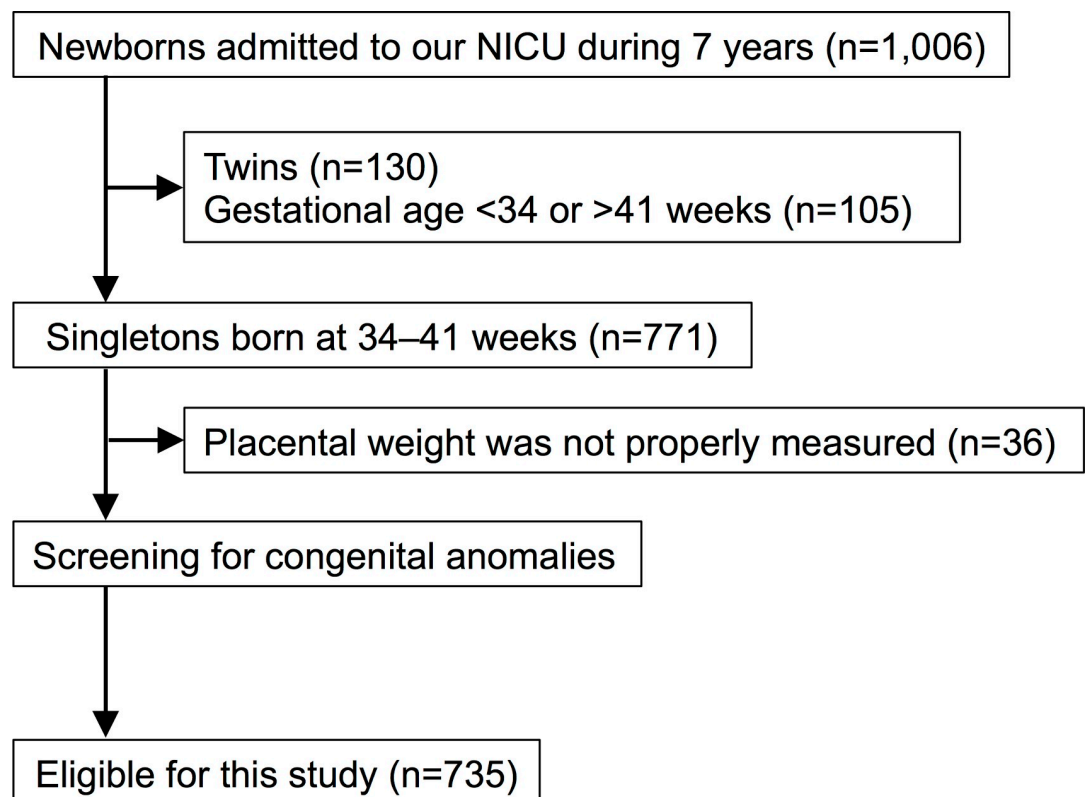 Newborns admitted to our NICU during 7 years (n=1,006)
Twins (n=130)
Gestational age <34 or >41 weeks (n=105)
Singletons born at 34–41 weeks (n=771)
Placental weight was not properly measured (n=36)
Screening for congenital anomalies
Eligible for this study (n=735)